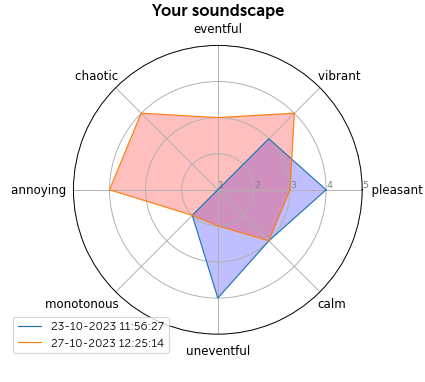 Your soundscape
eventful
chaotic
vibrant
annoying
1 2 3 4 5
pleasant
monotonous
calm
uneventful
23-10-2023 11:56:27
27-10-2023 12:25:14